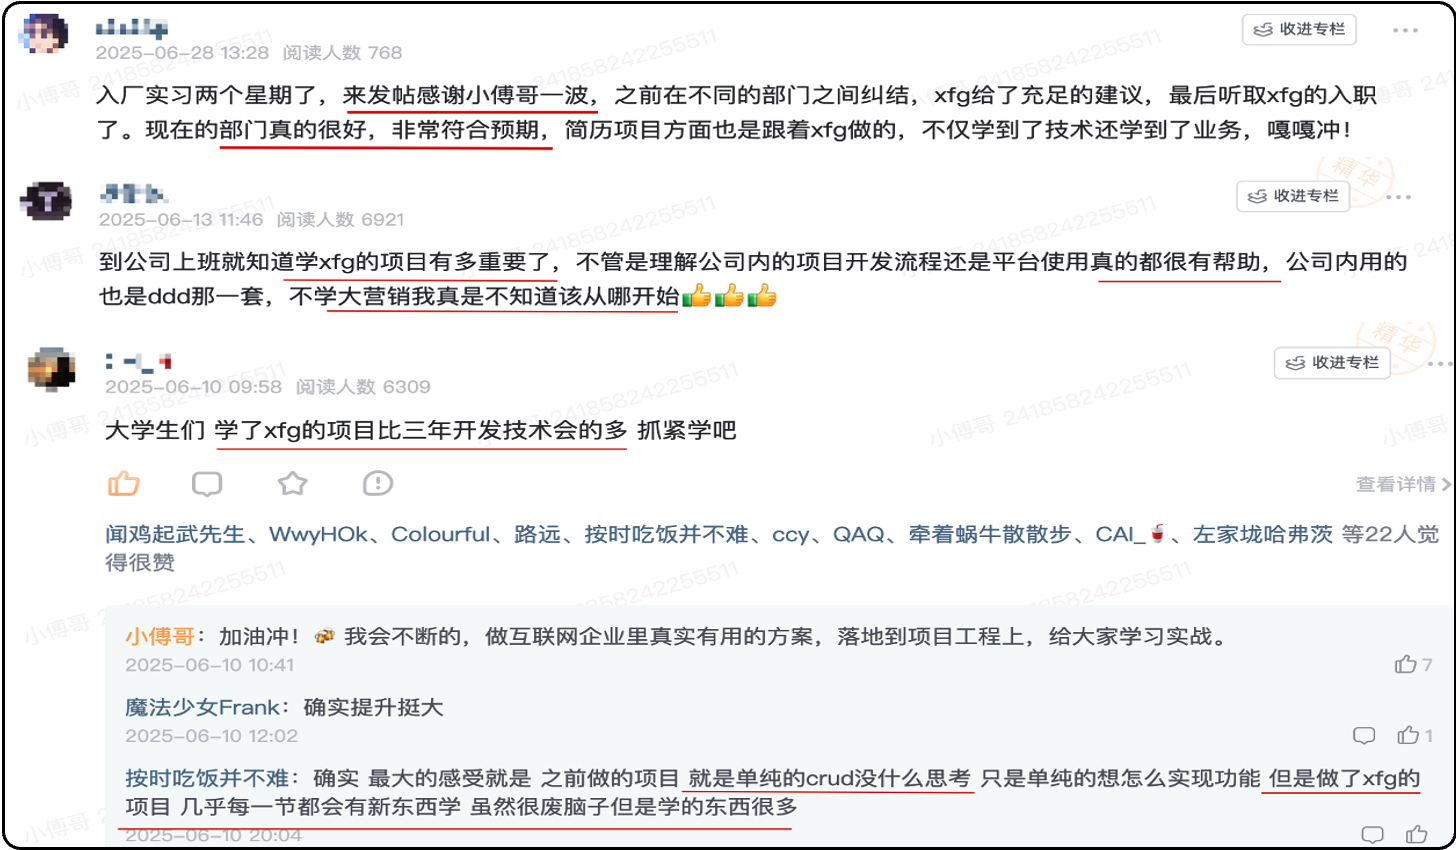 收进专栏
2025-06-28 13:28 阅读人数 768
入厂实习两个星期了，来发帖感谢小傅哥一波，之前在不同的部门之间纠结，xfg给了充足的建议，最后听取xfg的入职
了。现在的部门真的很好，非常符合预期，简历项目方面也是跟着xfg做的，不仅学到了技术还学到了业务，嘎嘎冲！
精华
收进专栏
2025-06-13 11:46 阅读人数 6921
到公司上班就知道学xfg的项目有多重要了，不管是理解公司内的项目开发流程还是平台使用真的都很有帮助，公司内用的
也是ddd那一套，不学大营销我真是不知道该从哪开始👍👍👍
精华
收进专栏
2025-06-10 09:58 阅读人数 6309
大学生们 学了xfg的项目比三年开发技术会的多 抓紧学吧
查看详情
闻鸡起武先生、WwyHOk、Colourful、路远、按时吃饭并不难、ccy、QAQ、牵着蜗牛散散步、CAI_🥤、左家垅哈弗茨 等22人觉
得很赞
小傅哥：加油冲！🍻 我会不断的，做互联网企业里真实有用的方案，落地到项目工程上，给大家学习实战。
2025-06-10 10:41
7
魔法少女Frank：确实提升挺大
2025-06-10 12:02
1
按时吃饭并不难：确实 最大的感受就是 之前做的项目 就是单纯的crud没什么思考 只是单纯的想怎么实现功能 但是做了xfg的
项目 几乎每一节都会有新东西学 虽然很废脑子但是学的东西很多
2025-06-10 20:04
小傅哥 241858242255511